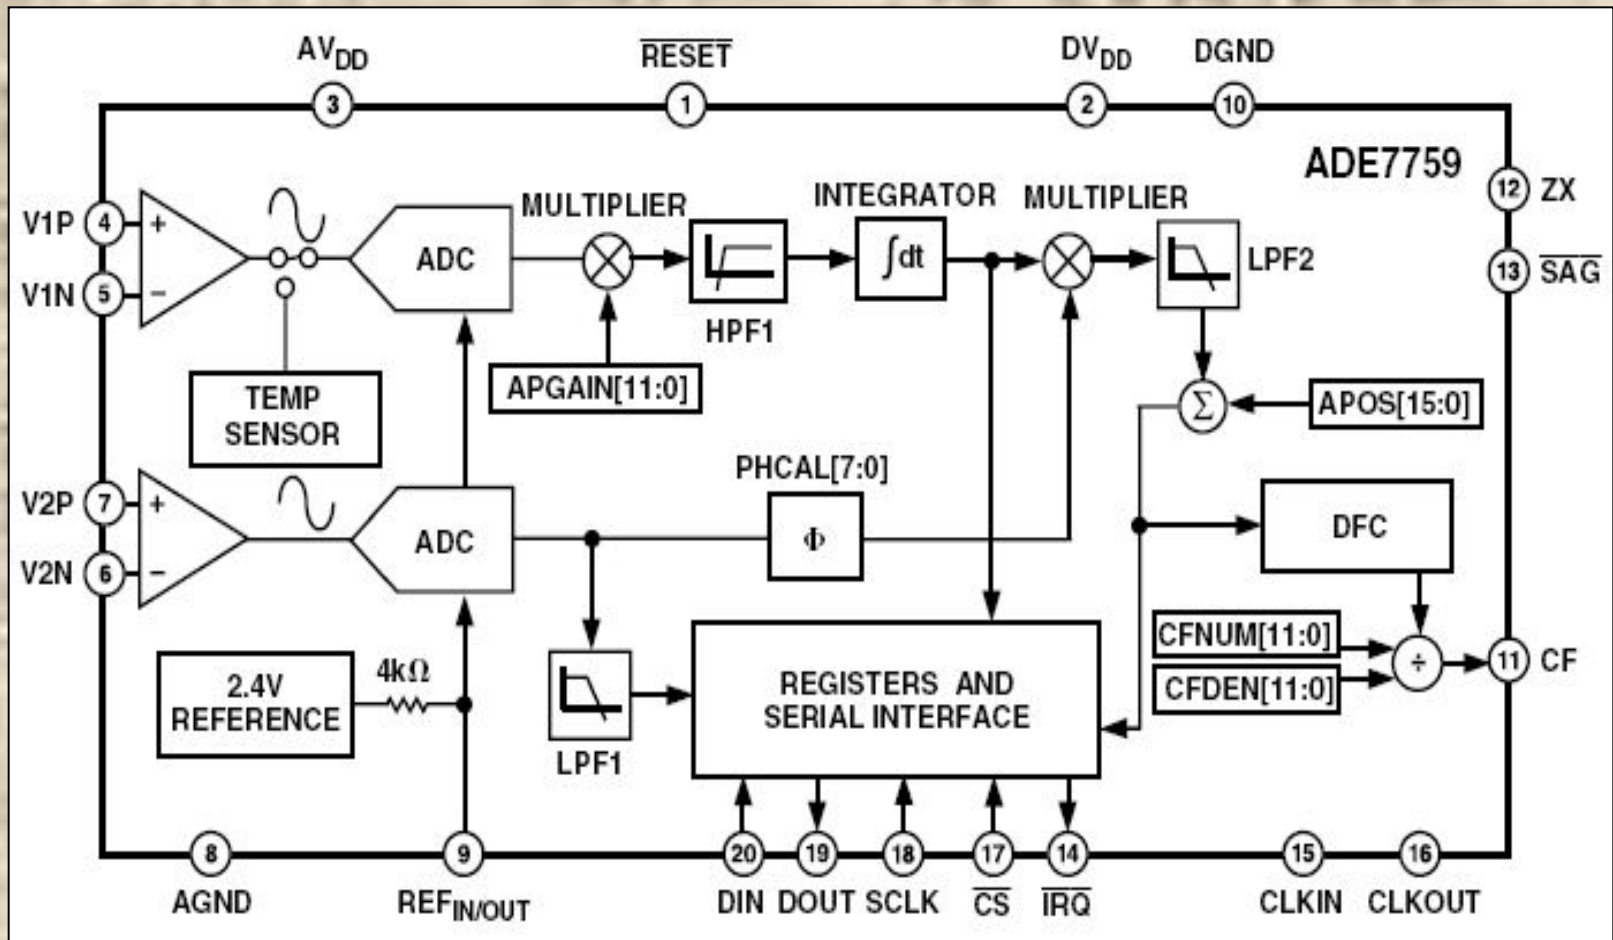 AVDD
RESET
DVDD
DGND
3
1
2
10
ADE7759
12 ZX
13 SAG
V1P 4
+
V1N 5
−
ADC
MULTIPLIER
HPF1
INTEGRATOR
∫dt
MULTIPLIER
LPF2
TEMP
SENSOR
APGAIN[11:0]
Σ
APOS[15:0]
V2P 7
+
V2N 6
−
ADC
PHCAL[7:0]
Φ
DFC
2.4V
REFERENCE
4kΩ
LPF1
REGISTERS AND
SERIAL INTERFACE
CFNUM[11:0]
CFDEN[11:0]
÷
11 CF
8
9
20
19
18
17
14
15
16
AGND
REFIN/OUT
DIN
DOUT
SCLK
CS
IRQ
CLKIN
CLKOUT